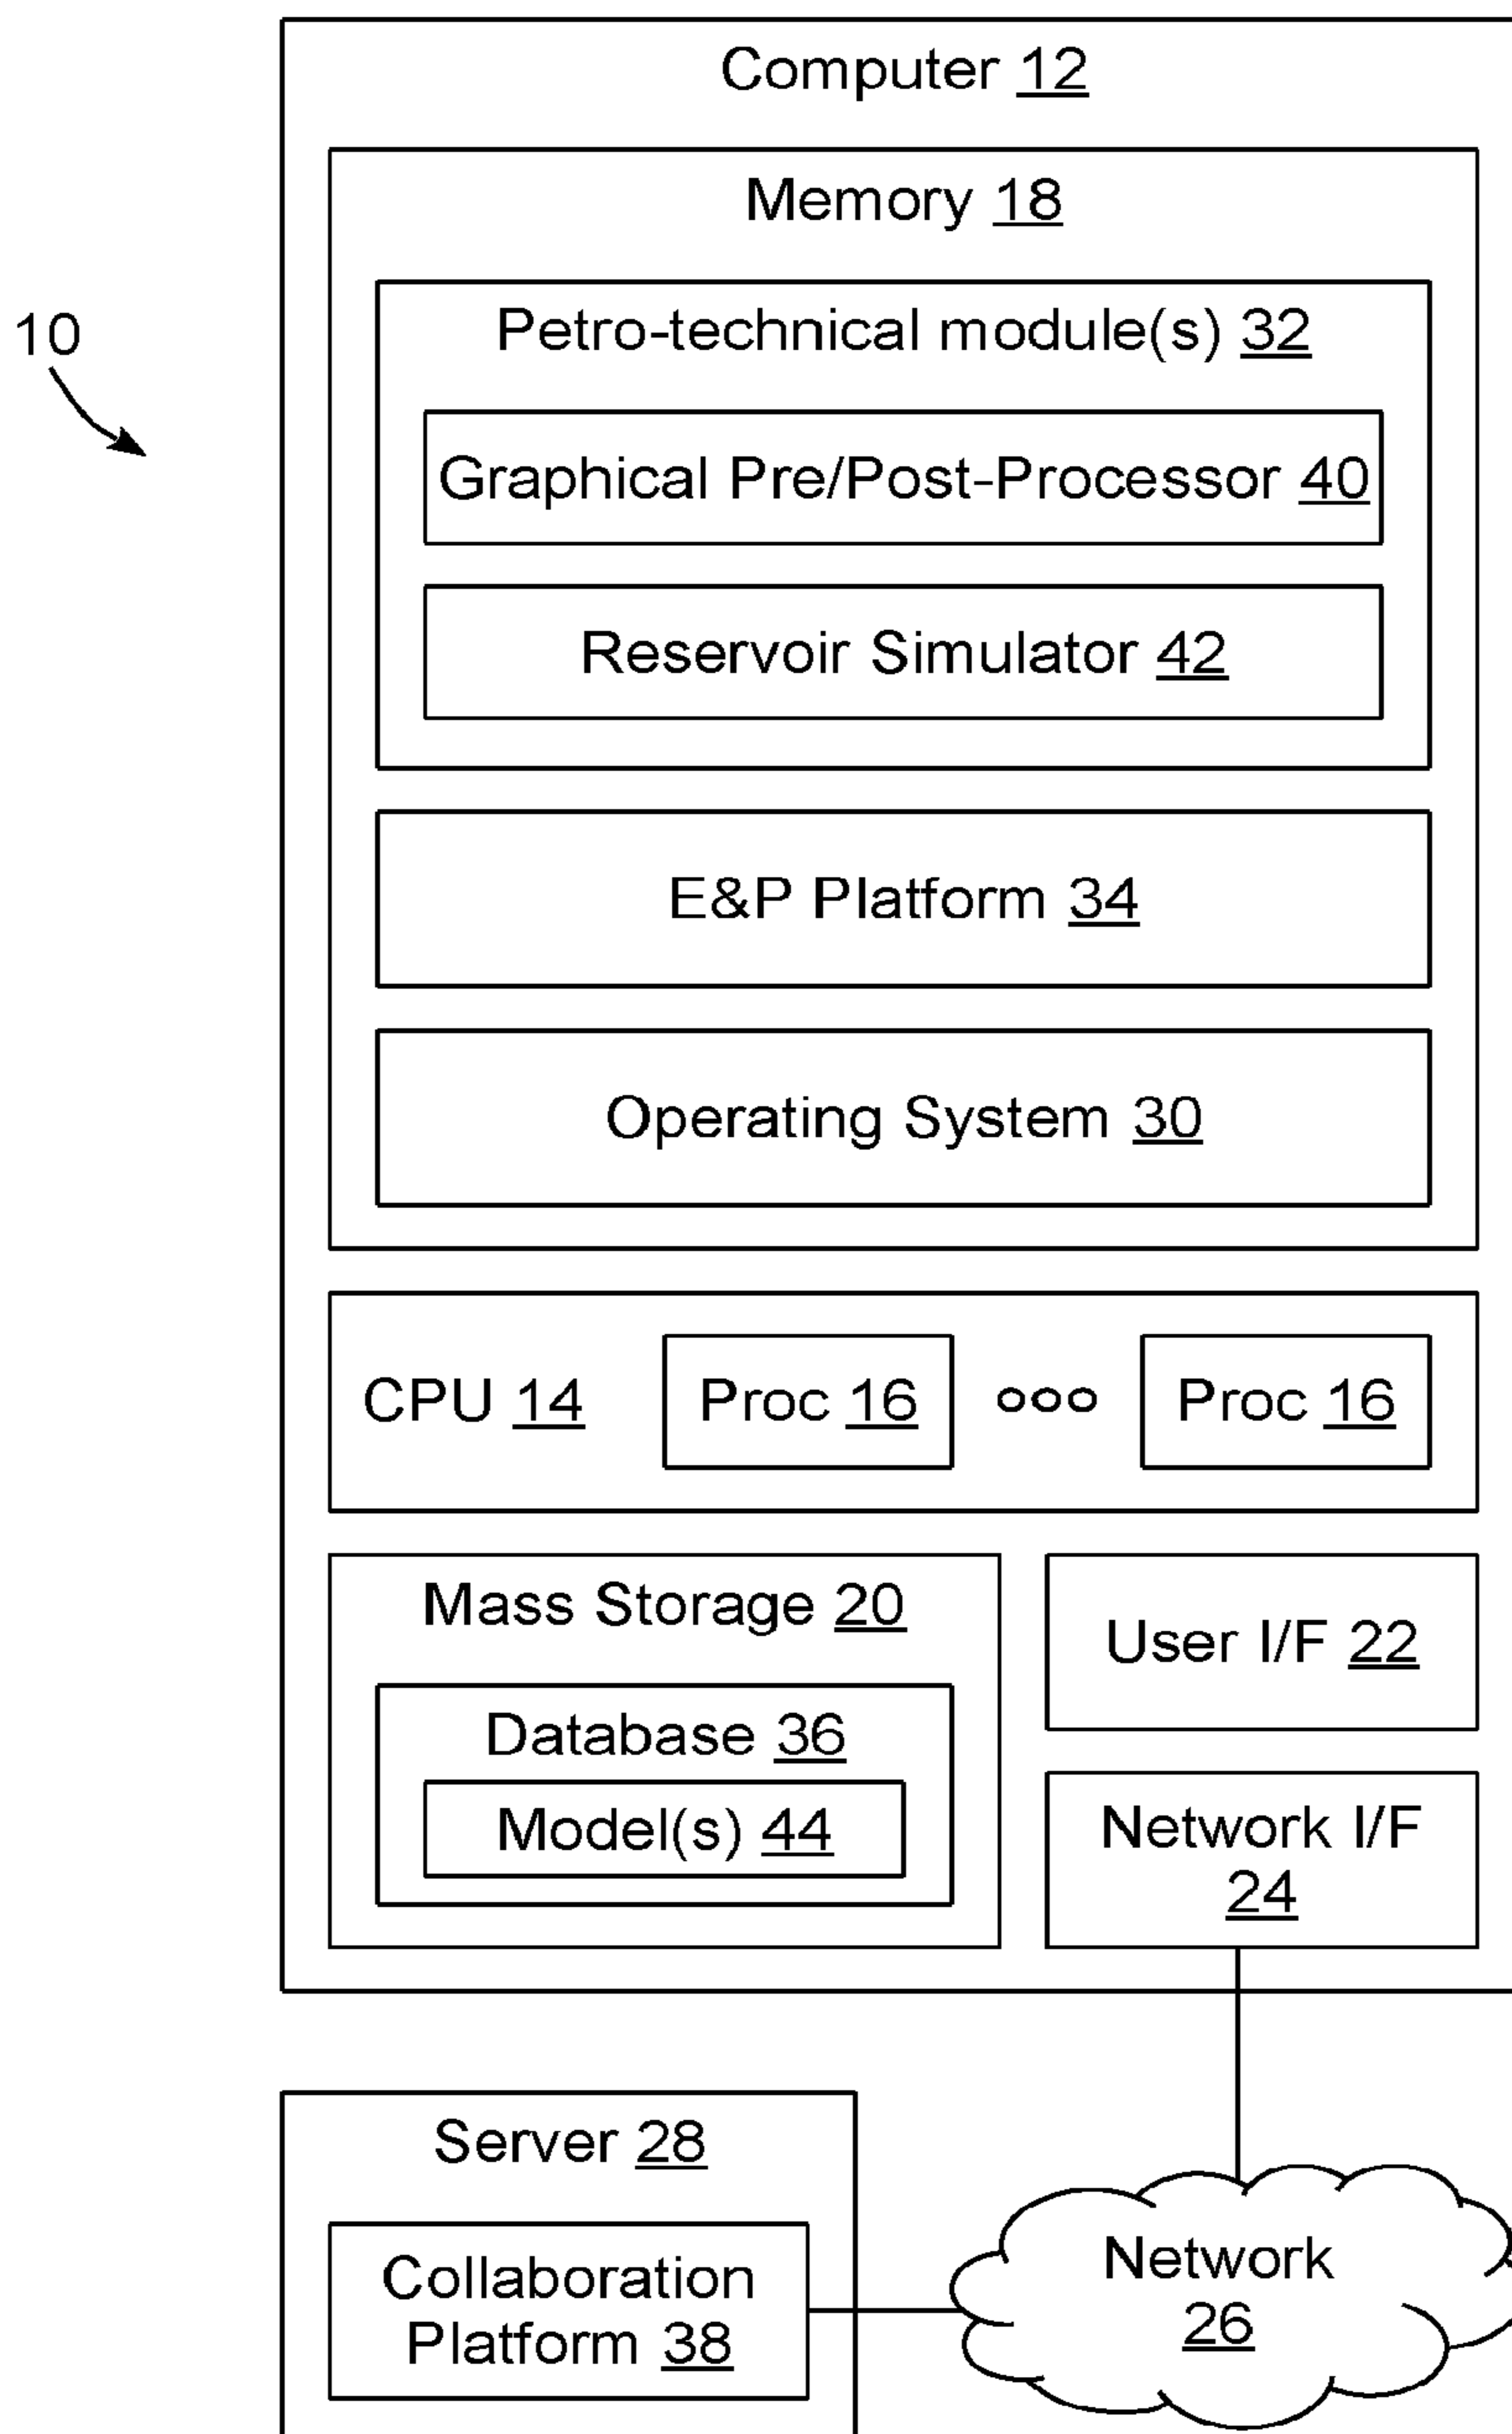 Computer 12
Memory 18
10
Petro-technical module(s) 32
Graphical Pre/Post-Processor 40
Reservoir Simulator 42
E&P Platform 34
Operating System 30
CPU 14
Proc 16
Proc 16
Mass Storage 20
Database 36
Model(s) 44
User I/F 22
Network I/F
24
Server 28
Collaboration
Platform 38
Network
26